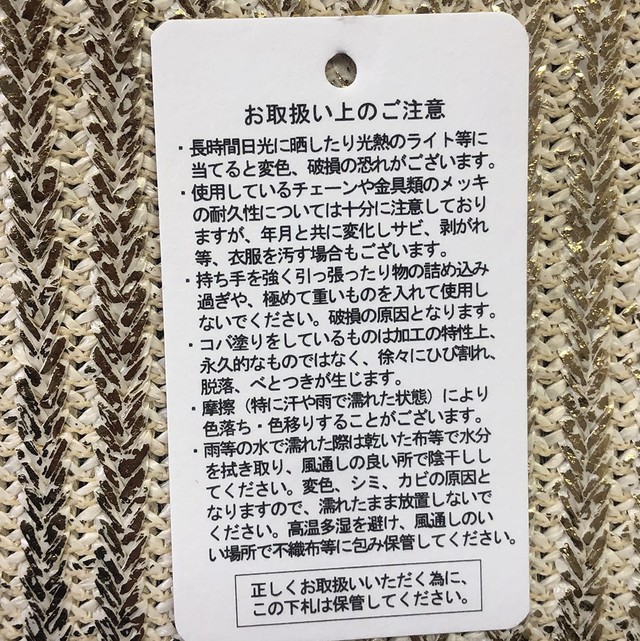 お取扱い上のご注意
・長時間日光に晒したり光熱のライト等に
当てると変色、破損の恐れがございます。
・使用しているチェーンや金具類のメッキ
の耐久性については十分に注意しており
ますが、年月と共に変化しサビ、剥がれ
等、衣服を汚す場合もございます。
・持ち手を強く引っ張ったり物の詰め込み
過ぎや、極めて重いものを入れて使用し
ないでください。破損の原因となります。
・コバ塗りをしているものは加工の特性上、
永久的なものではなく、徐々にひび割れ、
脱落、べとつきが生じます。
・摩擦（特に汗や雨で濡れた状態）により
色落ち・色移りすることがございます。
・雨等の水で濡れた際は乾いた布等で水分
を拭き取り、風通しの良い所で陰干しし
てください。変色、シミ、カビの原因と
なりますので、濡れたまま放置しないで
ください。高温多湿を避け、風通しのい
い場所で不織布等に包み保管してください。
正しくお取扱いいただく為に、
この下札は保管してください。